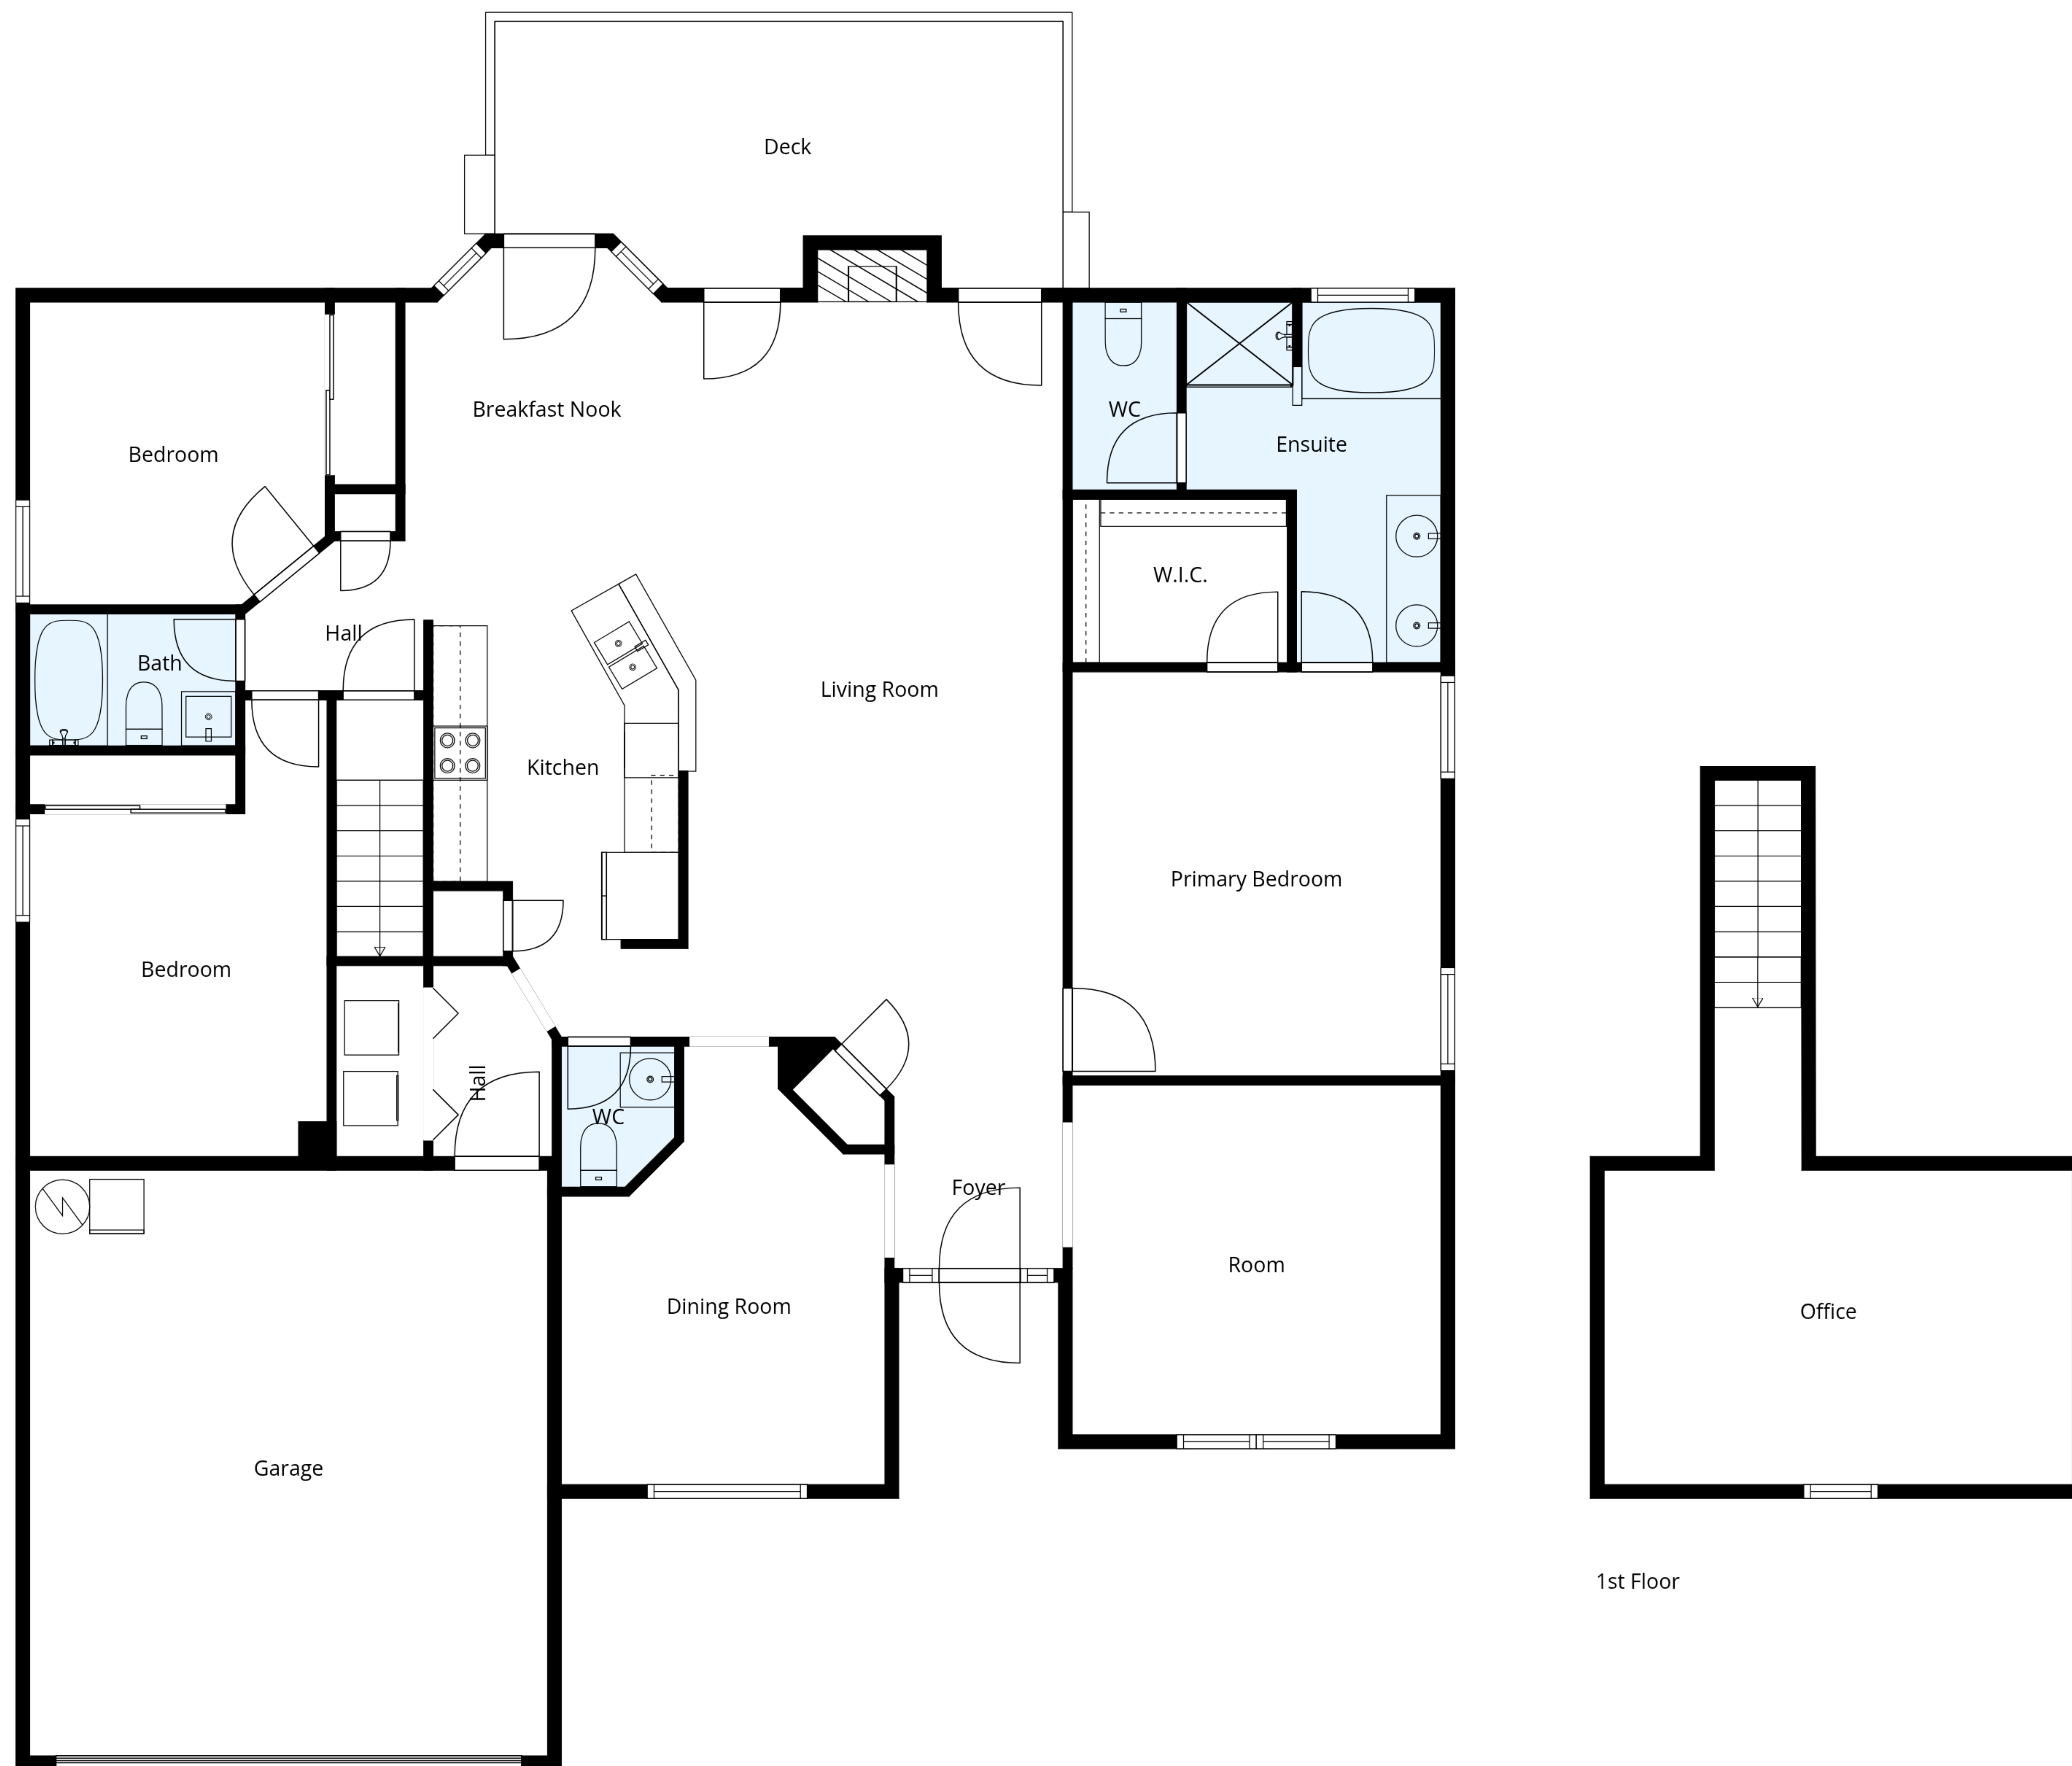 Deck
Breakfast Nook
WC
Ensuite
Bedroom
W.I.C.
Hall
Bath
Living Room
Kitchen
Primary Bedroom
Bedroom
Hall
WC
Foyer
Room
Dining Room
Office
Garage
1st Floor